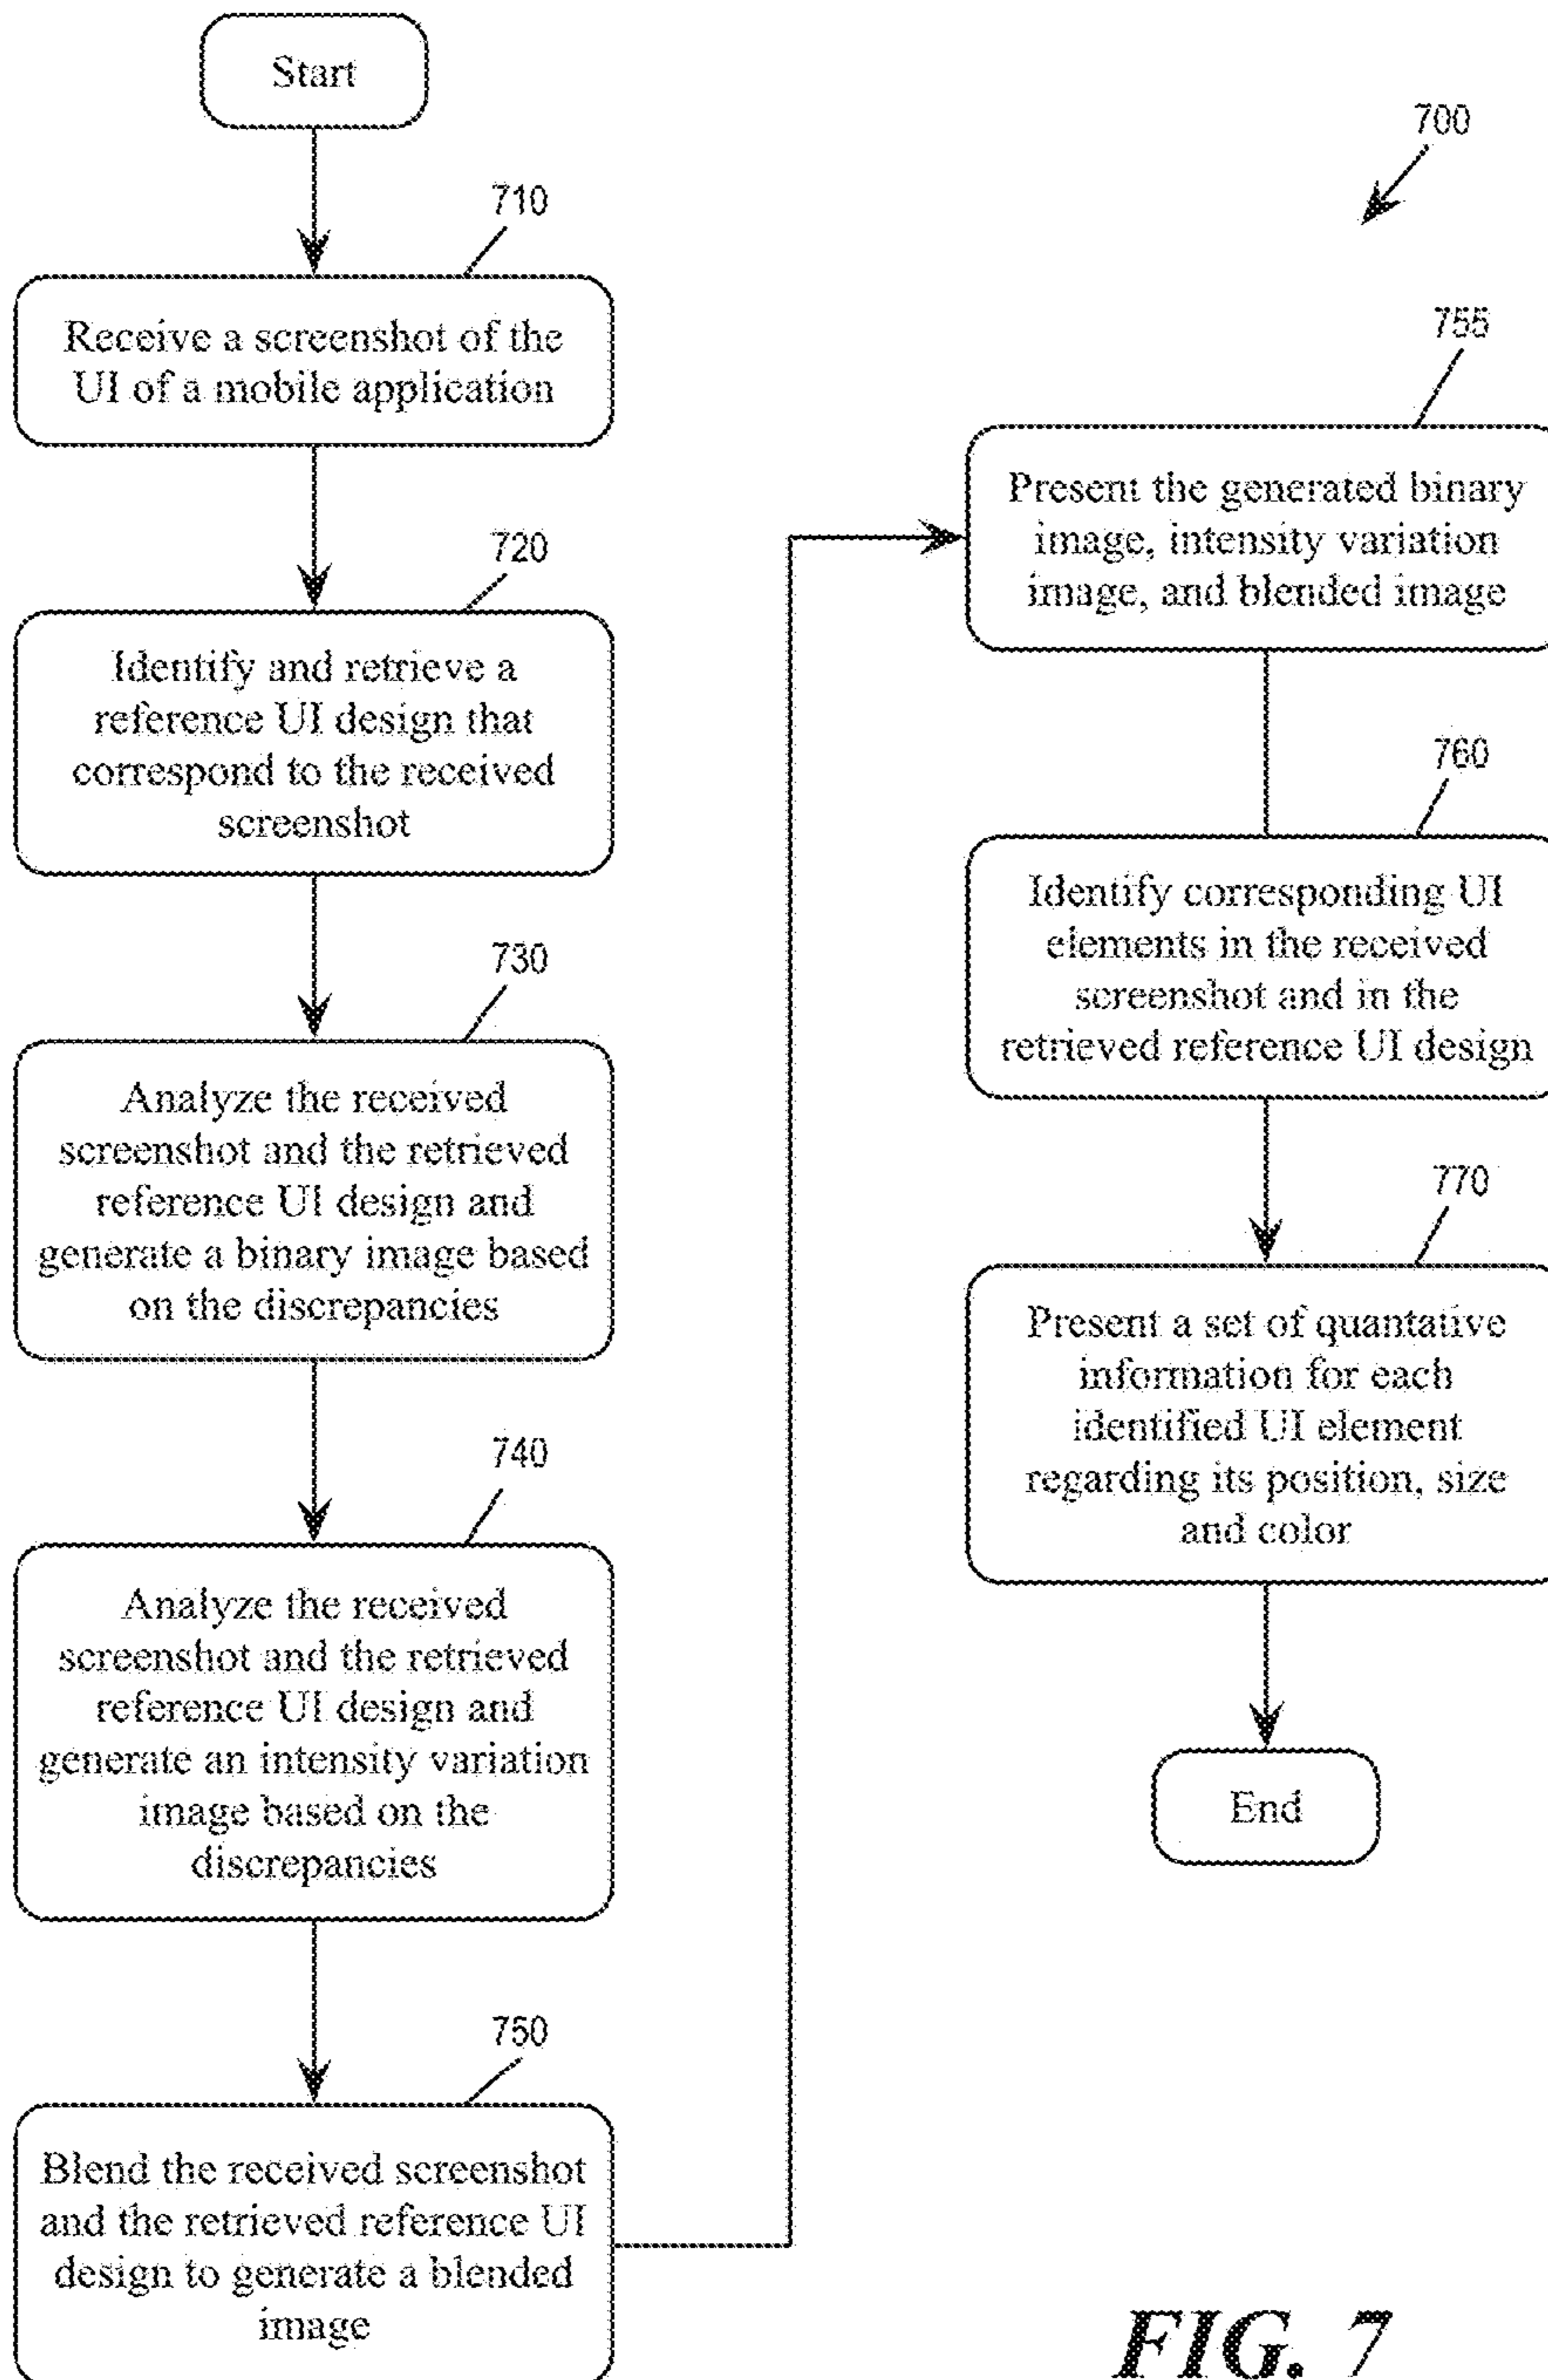 Start
710
Receive a screenshot of the
UI of a mobile application
720
Identify and retrieve a
reference UI design that
correspond to the received
screenshot
730
Analyze the received
screenshot and the retrieved
reference UI design and
generate a binary image based
on the discrepancies
740
Analyze the received
screenshot and the retrieved
reference UI design and
generate an intensity variation
image based on the
discrepancies
750
Blend the received screenshot
and the retrieved reference UI
design to generate a blended
image
700
755
Present the generated binary
image, intensity variation
image, and blended image
760
Identify corresponding UI
elements in the received
screenshot and in the
retrieved reference UI design
770
Present a set of quantative
information for each
identified UI element
regarding its position, size
and color
End
FIG. 7